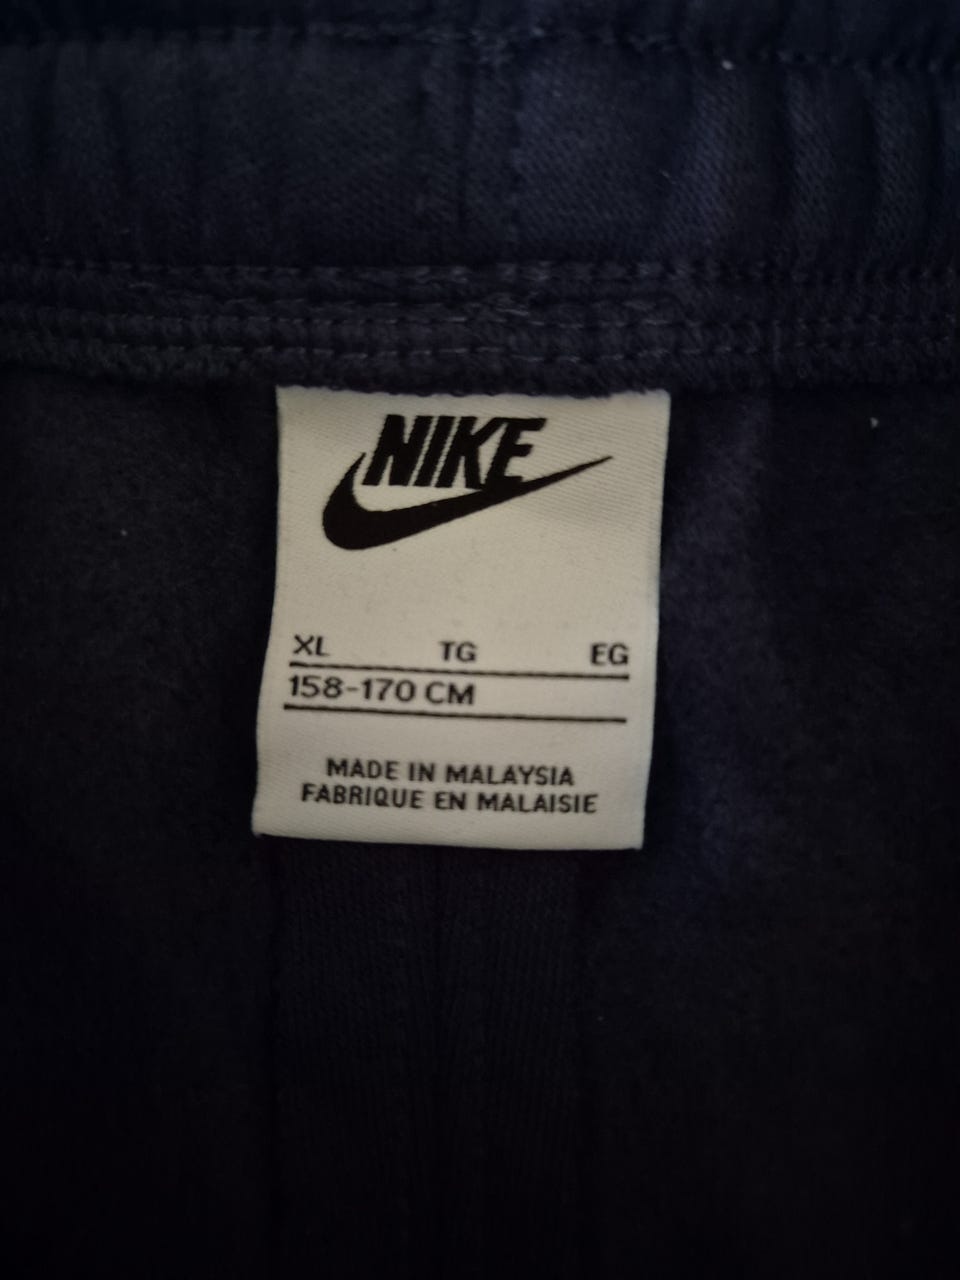 NIKE
XL TG EG
158-170 CM
MADE IN MALAYSIA
FABRIQUE EN MALAISIE